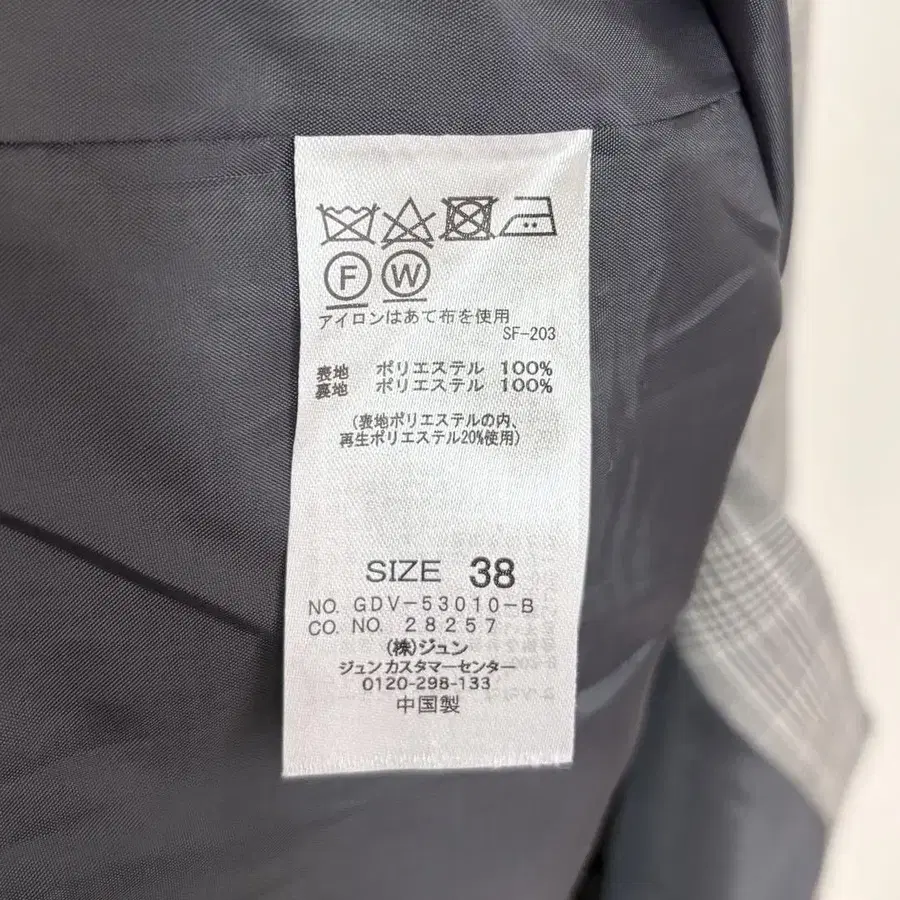 F W
アイロンはあて布を使用
SF-203
表地 ポリエステル 100%
裏地 ポリエステル 100%
(表地ポリエステルの内、
再生ポリエステル20%使用)
SIZE 38
NO. GDV-53010-B
CO. NO. 28257
(株)ジュン
ジュン カスタマーセンター
0120-298-133
中国製